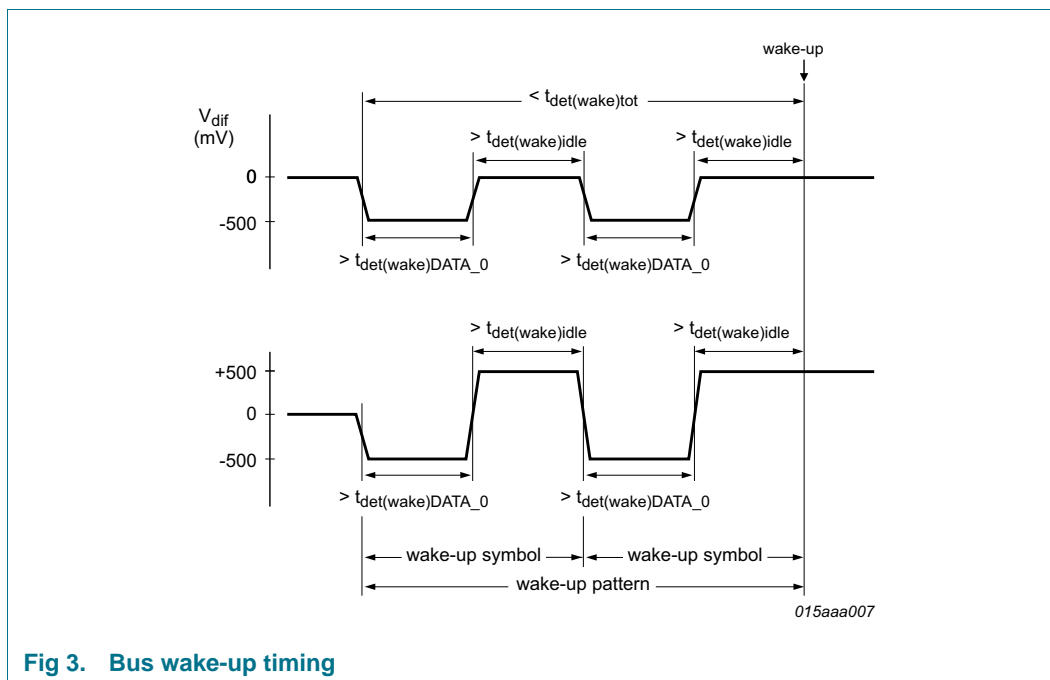 wake-up
< tdet(wake)tot
Vdif
(mV)
> tdet(wake)idle > tdet(wake)idle
0
-500
> tdet(wake)DATA_0 > tdet(wake)DATA_0
> tdet(wake)idle > tdet(wake)idle
+500
0
-500
> tdet(wake)DATA_0 > tdet(wake)DATA_0
wake-up symbol wake-up symbol
wake-up pattern
015aaa007
Fig 3. Bus wake-up timing